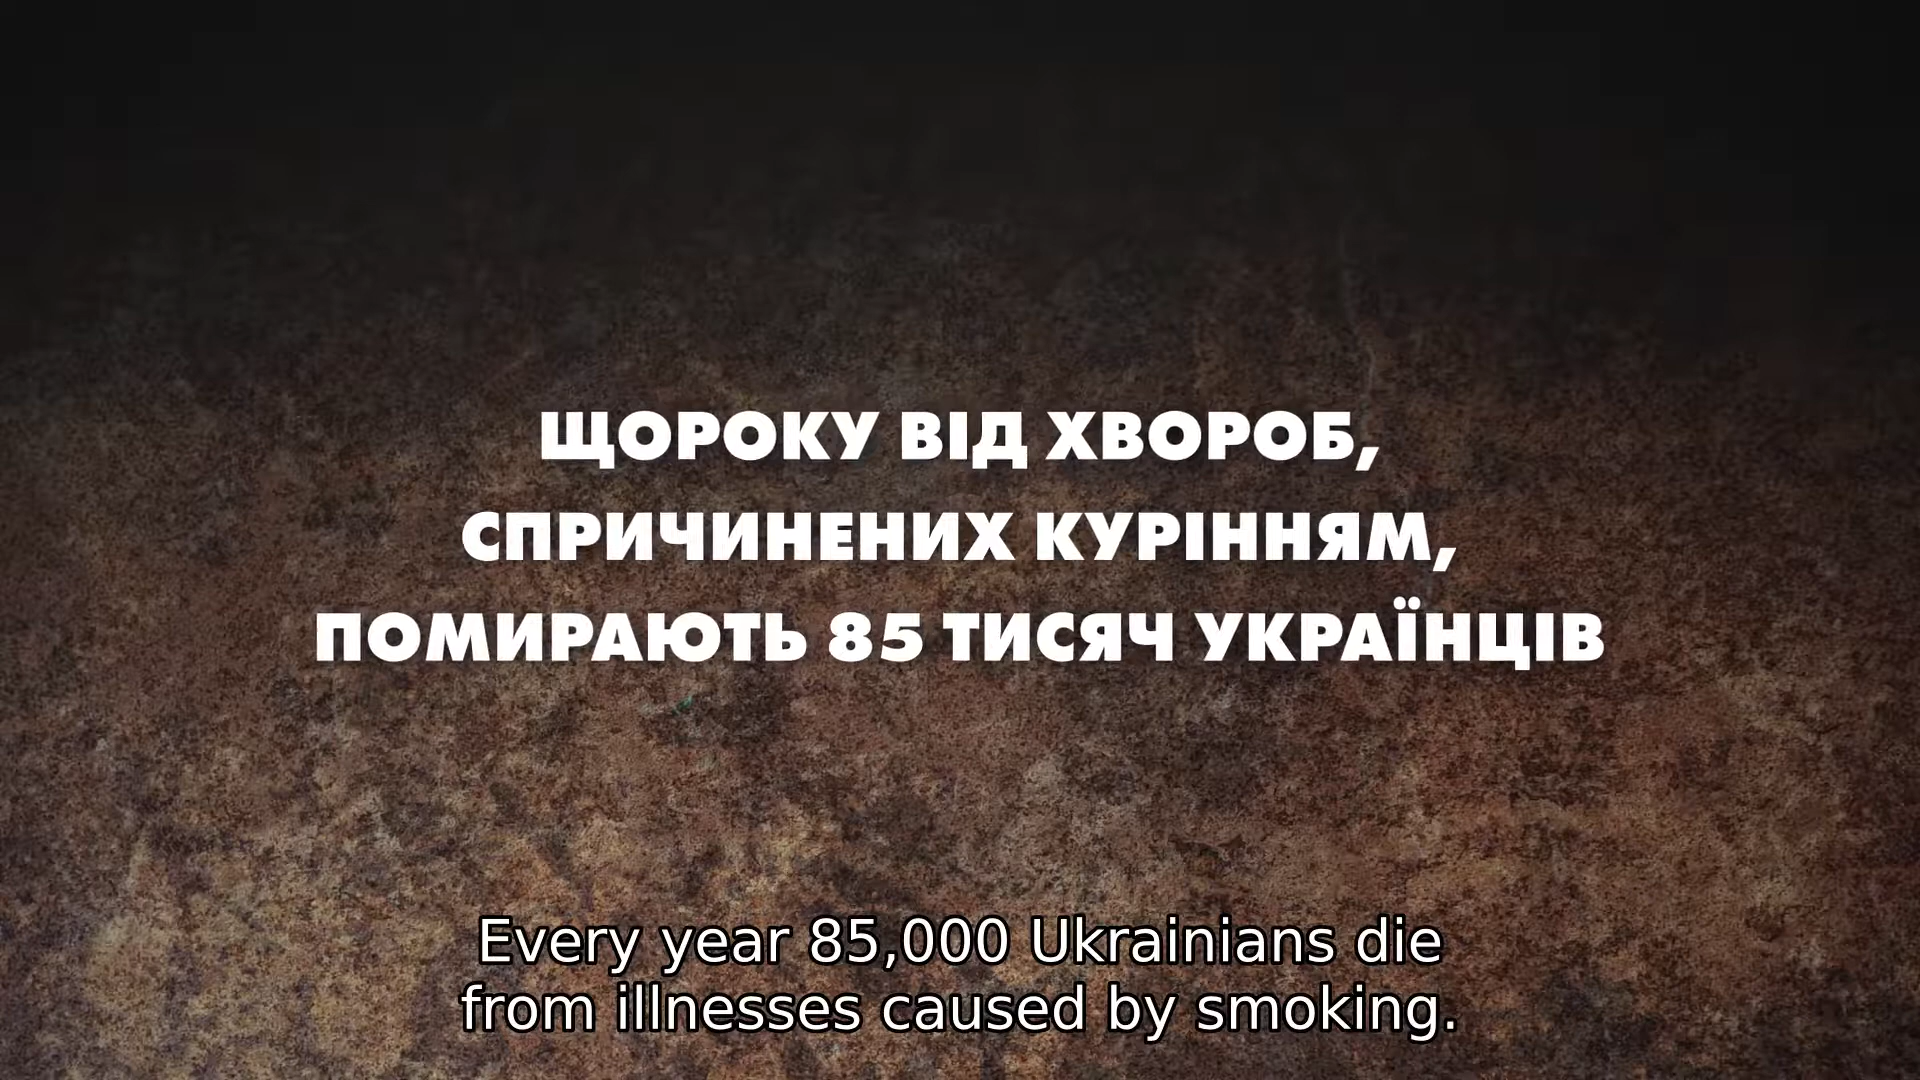 ЩОРОКУ ВІД ХВОРОБ,
СПРИЧИНЕНИХ КУРІННЯМ,
ПОМИРАЮТЬ 85 ТИСЯЧ УКРАЇНЦІВ
Every year 85,000 Ukrainians die
from illnesses caused by smoking.